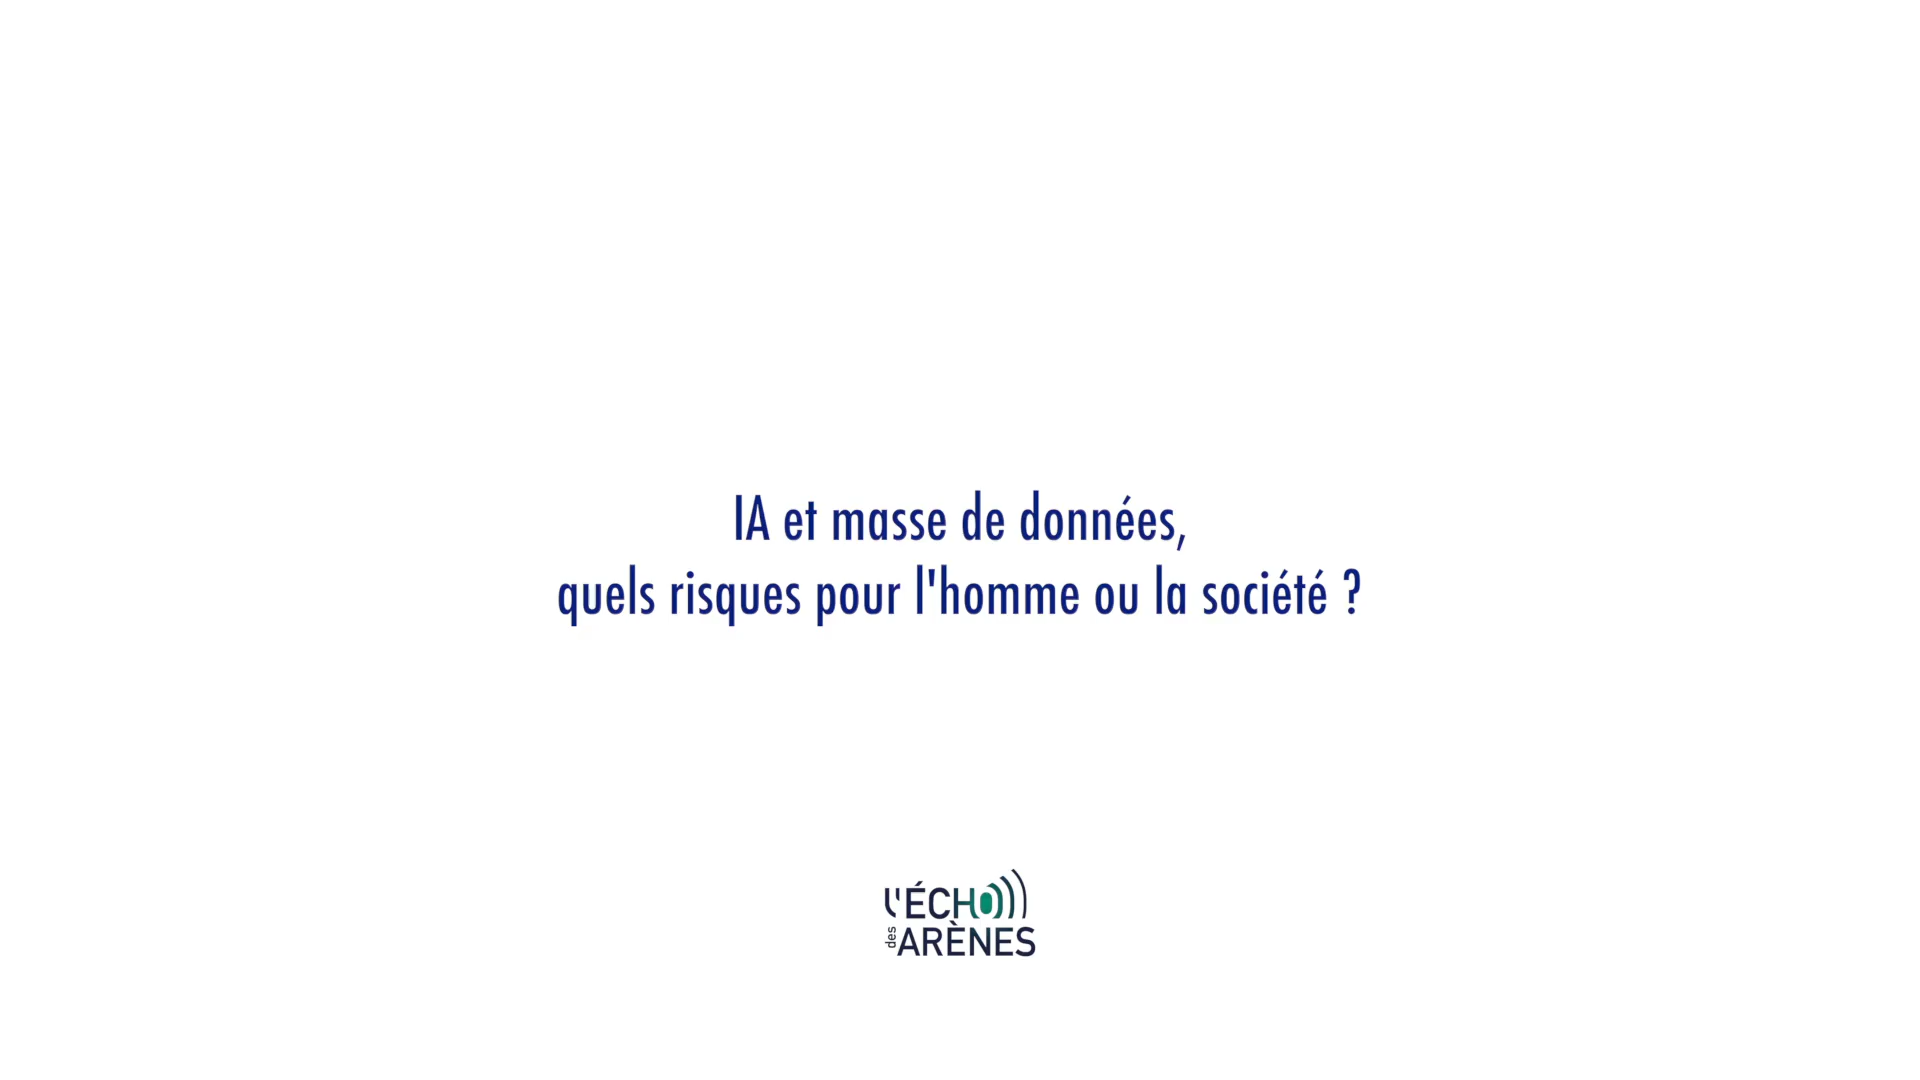 IA et masse de données,
quels risques pour l'homme ou la société ?
L'ÉCHO
des ARÈNES